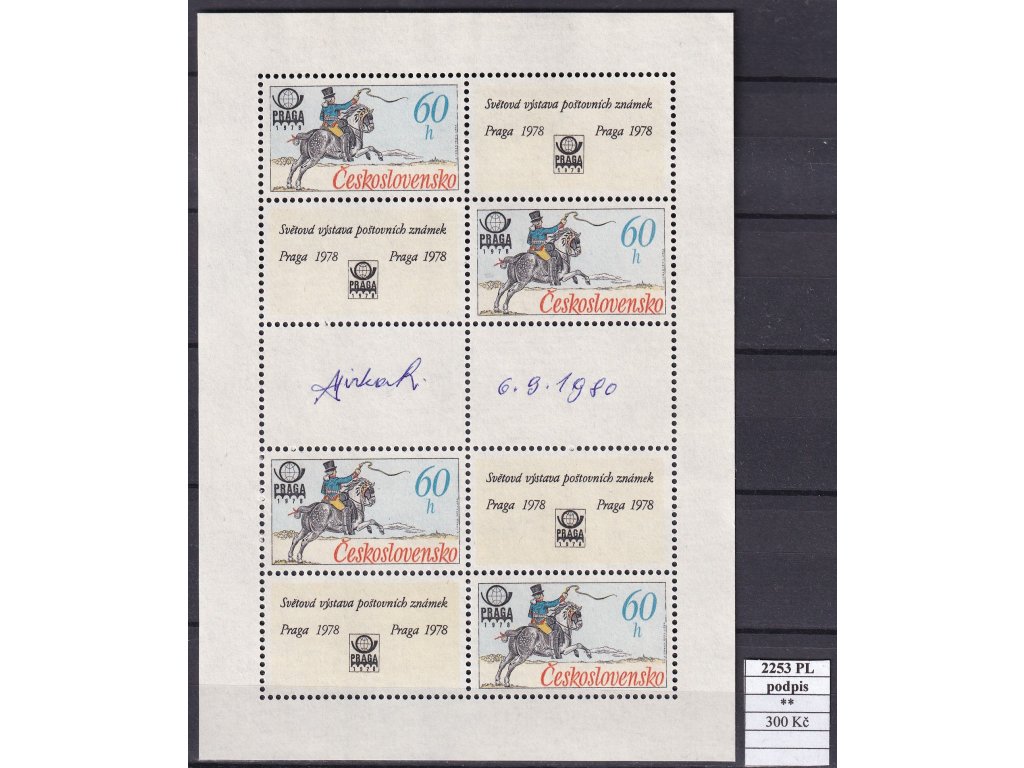 PRAGA
1978
60
h
Československo
Světová výstava poštovních známek
Praga 1978 Praga 1978
PRAGA
1978
Světová výstava poštovních známek
Praga 1978 Praga 1978
PRAGA
1978
PRAGA
1978
60
h
Československo
6.9.1980
PRAGA
1978
60
h
Československo
Světová výstava poštovních známek
Praga 1978 Praga 1978
PRAGA
1978
Světová výstava poštovních známek
Praga 1978 Praga 1978
PRAGA
1978
PRAGA
1978
60
h
Československo
2253 PL
podpis
**
300 Kč